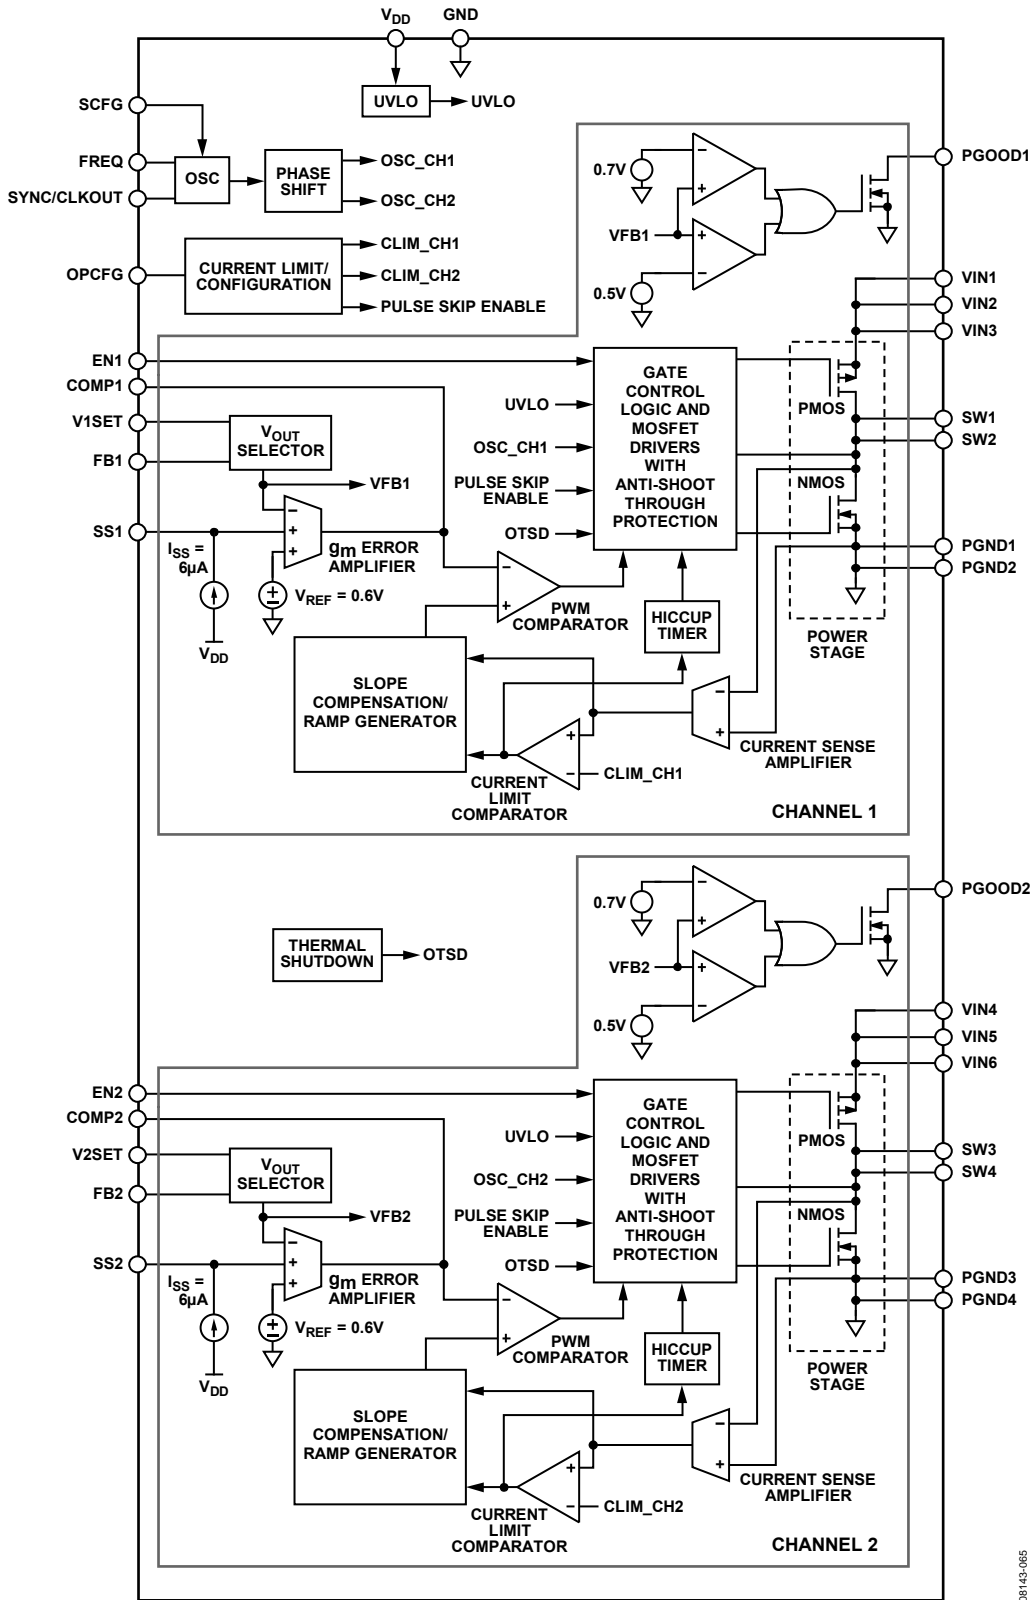 VDD
GND
SCFG
UVLO
UVLO
FREQ
OSC
SYNC/CLKOUT
PHASE
SHIFT
OSC_CH1
OSC_CH2
OPCFG
CURRENT LIMIT/
CONFIGURATION
CLIM_CH1
CLIM_CH2
PULSE SKIP ENABLE
0.7V
–
+
VFB1
+
–
0.5V
PGOOD1
VIN1
VIN2
VIN3
EN1
COMP1
V1SET
FB1
VOUT
SELECTOR
VFB1
SS1
ISS =
6µA
VDD
–
+
+
gm ERROR
AMPLIFIER
VREF = 0.6V
UVLO
OSC_CH1
PULSE SKIP
ENABLE
OTSD
GATE
CONTROL
LOGIC AND
MOSFET
DRIVERS
WITH
ANTI-SHOOT
THROUGH
PROTECTION
PMOS
NMOS
SW1
SW2
PGND1
PGND2
POWER
STAGE
–
+
PWM
COMPARATOR
HICCUP
TIMER
SLOPE
COMPENSATION/
RAMP GENERATOR
+
–
CLIM_CH1
CURRENT
LIMIT
COMPARATOR
–
+
CURRENT SENSE
AMPLIFIER
CHANNEL 1
THERMAL
SHUTDOWN
OTSD
0.7V
–
+
VFB2
+
–
0.5V
PGOOD2
VIN4
VIN5
VIN6
EN2
COMP2
V2SET
FB2
VOUT
SELECTOR
VFB2
SS2
ISS =
6µA
VDD
–
+
+
gm ERROR
AMPLIFIER
VREF = 0.6V
UVLO
OSC_CH2
PULSE SKIP
ENABLE
OTSD
GATE
CONTROL
LOGIC AND
MOSFET
DRIVERS
WITH
ANTI-SHOOT
THROUGH
PROTECTION
PMOS
NMOS
SW3
SW4
PGND3
PGND4
POWER
STAGE
–
+
PWM
COMPARATOR
HICCUP
TIMER
SLOPE
COMPENSATION/
RAMP GENERATOR
+
–
CLIM_CH2
CURRENT
LIMIT
COMPARATOR
–
+
CURRENT SENSE
AMPLIFIER
CHANNEL 2
08143-065